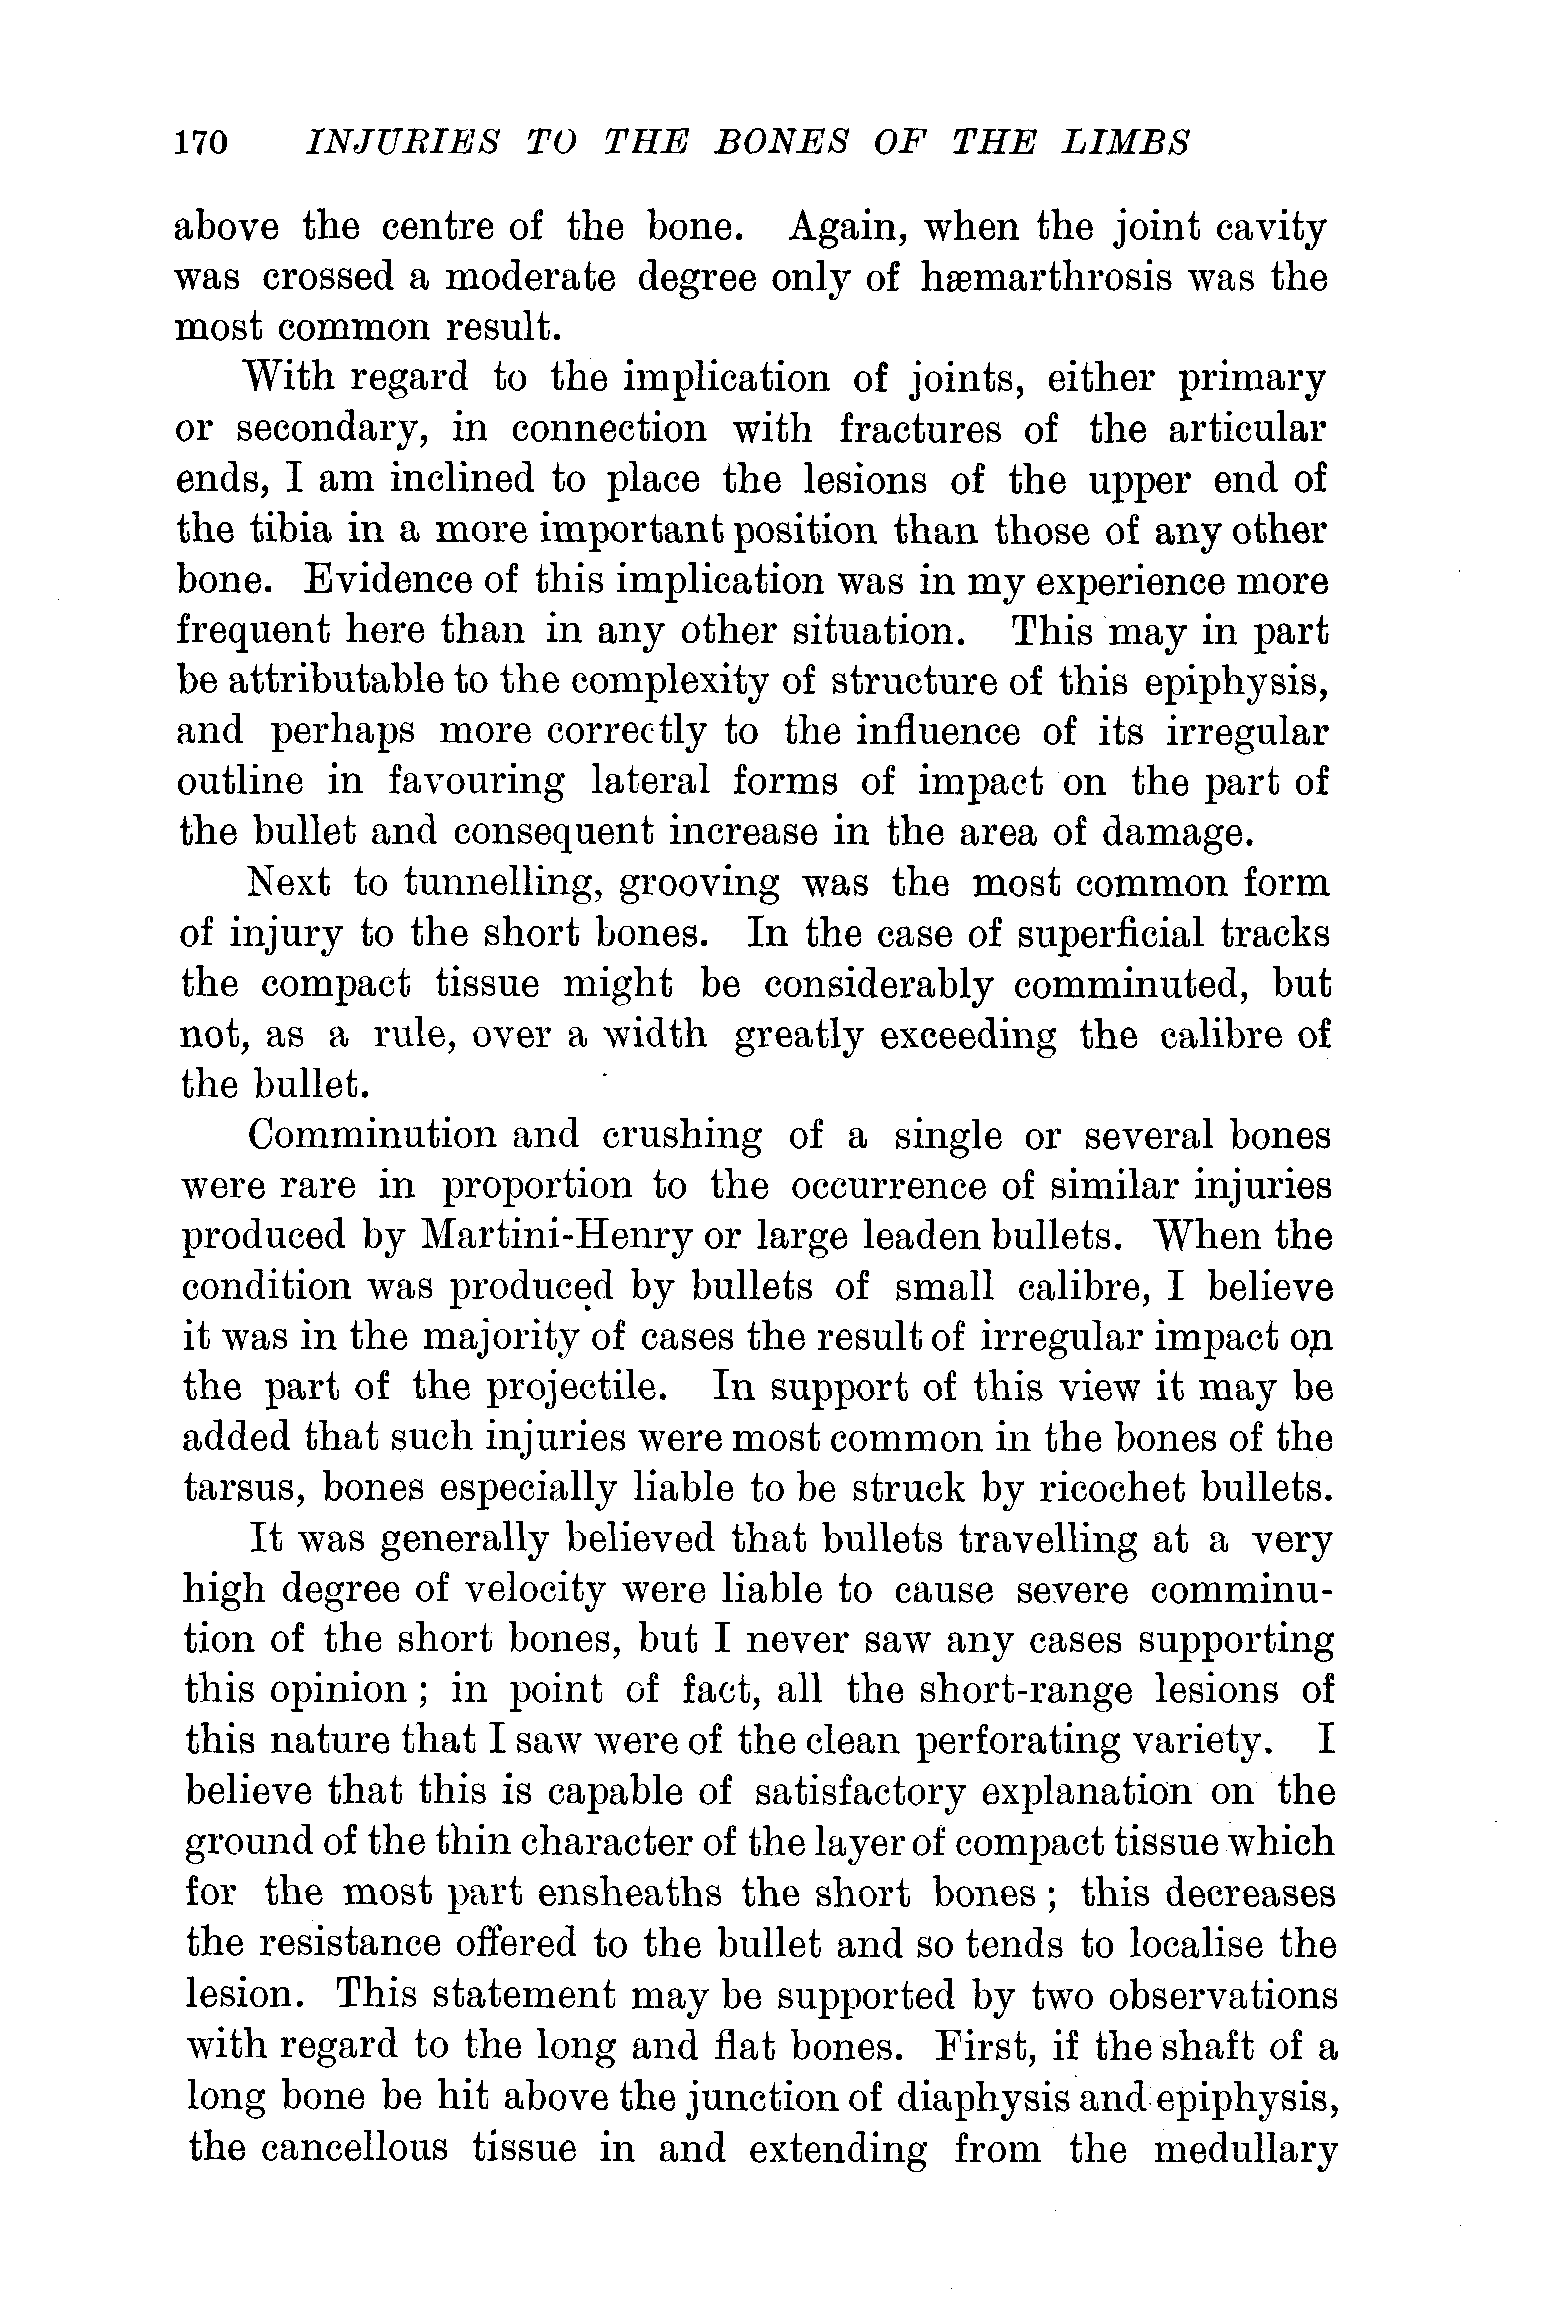 170 INJURIES TO THE BONES OF THE LIMBS
above the centre of the bone. Again, when the joint cavity
was crossed a moderate degree only of hæmarthrosis was the
most common result.
With regard to the implication of joints, either primary
or secondary, in connection with fractures of the articular
ends, I am inclined to place the lesions of the upper end of
the tibia in a more important position than those of any other
bone. Evidence of this implication was in my experience more
frequent here than in any other situation. This may in part
be attributable to the complexity of structure of this epiphysis,
and perhaps more correctly to the influence of its irregular
outline in favouring lateral forms of impact on the part of
the bullet and consequent increase in the area of damage.
Next to tunnelling, grooving was the most common form
of injury to the short bones. In the case of superficial tracks
the compact tissue might be considerably comminuted, but
not, as a rule, over a width greatly exceeding the calibre of
the bullet.
Comminution and crushing of a single or several bones
were rare in proportion to the occurrence of similar injuries
produced by Martini-Henry or large leaden bullets. When the
condition was produced by bullets of small calibre, I believe
it was in the majority of cases the result of irregular impact on
the part of the projectile. In support of this view it may be
added that such injuries were most common in the bones of the
tarsus, bones especially liable to be struck by ricochet bullets.
It was generally believed that bullets travelling at a very
high degree of velocity were liable to cause severe comminu-
tion of the short bones, but I never saw any cases supporting
this opinion ; in point of fact, all the short-range lesions of
this nature that I saw were of the clean perforating variety. I
believe that this is capable of satisfactory explanation on the
ground of the thin character of the layer of compact tissue which
for the most part ensheaths the short bones ; this decreases
the resistance offered to the bullet and so tends to localise the
lesion. This statement may be supported by two observations
with regard to the long and flat bones. First, if the shaft of a
long bone be hit above the junction of diaphysis and epiphysis,
the cancellous tissue in and extending from the medullary